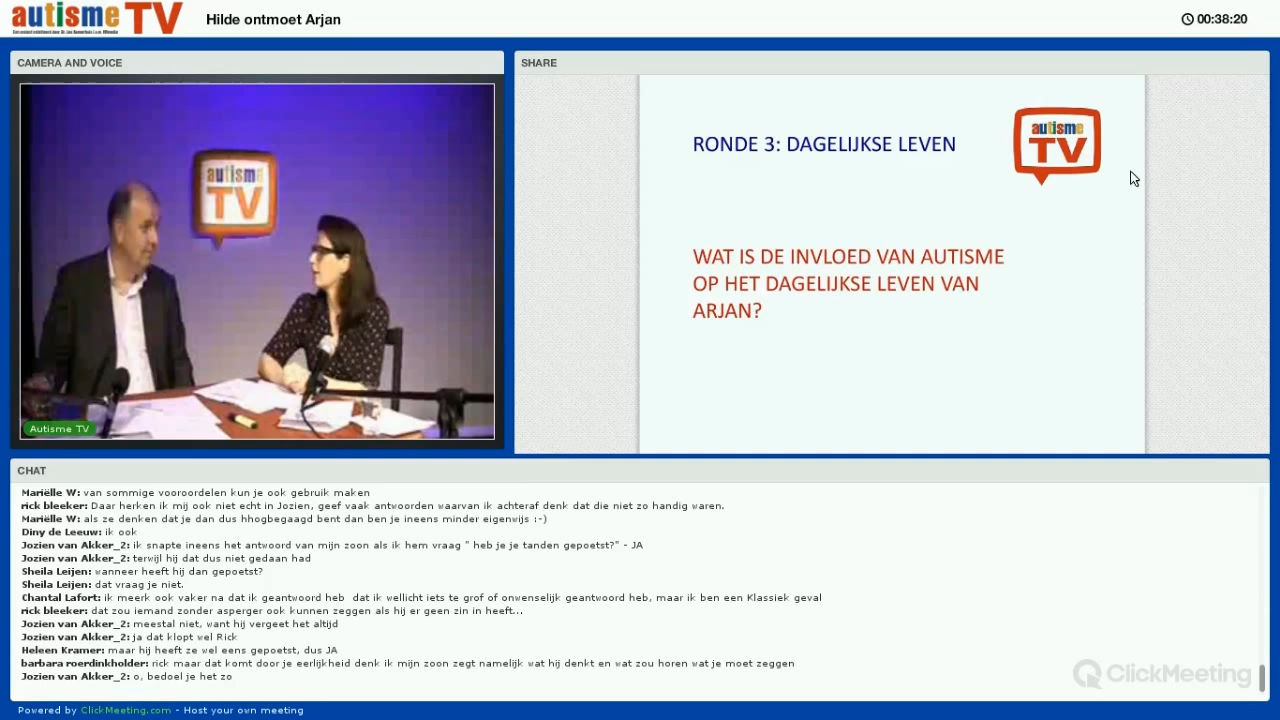 autisme TV
Hilde ontmoet Arjan
00:38:20
CAMERA AND VOICE
SHARE
autisme
TV
Autisme TV
RONDE 3: DAGELIJKSE LEVEN
autisme
TV
WAT IS DE INVLOED VAN AUTISME
OP HET DAGELIJKSE LEVEN VAN
ARJAN?
CHAT
Mariëlle W: van sommige vooroordelen kun je ook gebruik maken
rick bleeker: Daar herken ik mij ook niet echt in Jozien, geef vaak antwoorden waarvan ik achteraf denk dat die niet zo handig waren.
Mariëlle W: als ze denken dat je dan dus hhogbegaagd bent dan ben je ineens minder eigenwijs :-)
Diny de Leeuw: ik ook
Jozien van Akker_2: ik snapte ineens het antwoord van mijn zoon als ik hem vraag " heb je je tanden gepoetst?" - JA
Jozien van Akker_2: terwijl hij dat dus niet gedaan had
Sheila Leijen: wanneer heeft hij dan gepoetst?
Sheila Leijen: dat vraag je niet.
Chantal Lafort: ik meerk ook vaker na dat ik geantwoord heb dat ik wellicht iets te grof of onwenselijk geantwoord heb, maar ik ben een Klassiek geval
rick bleeker: dat zou iemand zonder asperger ook kunnen zeggen als hij er geen zin in heeft...
Jozien van Akker_2: meestal niet, want hij vergeet het altijd
Jozien van Akker_2: ja dat klopt wel Rick
Heleen Kramer: maar hij heeft ze wel eens gepoetst, dus JA
barbara roerdinkholder: rick maar dat komt door je eerlijkheid denk ik mijn zoon zegt namelijk wat hij denkt en wat zou horen wat je moet zeggen
Jozien van Akker_2: o, bedoel je het zo
ClickMeeting
Powered by ClickMeeting.com - Host your own meeting